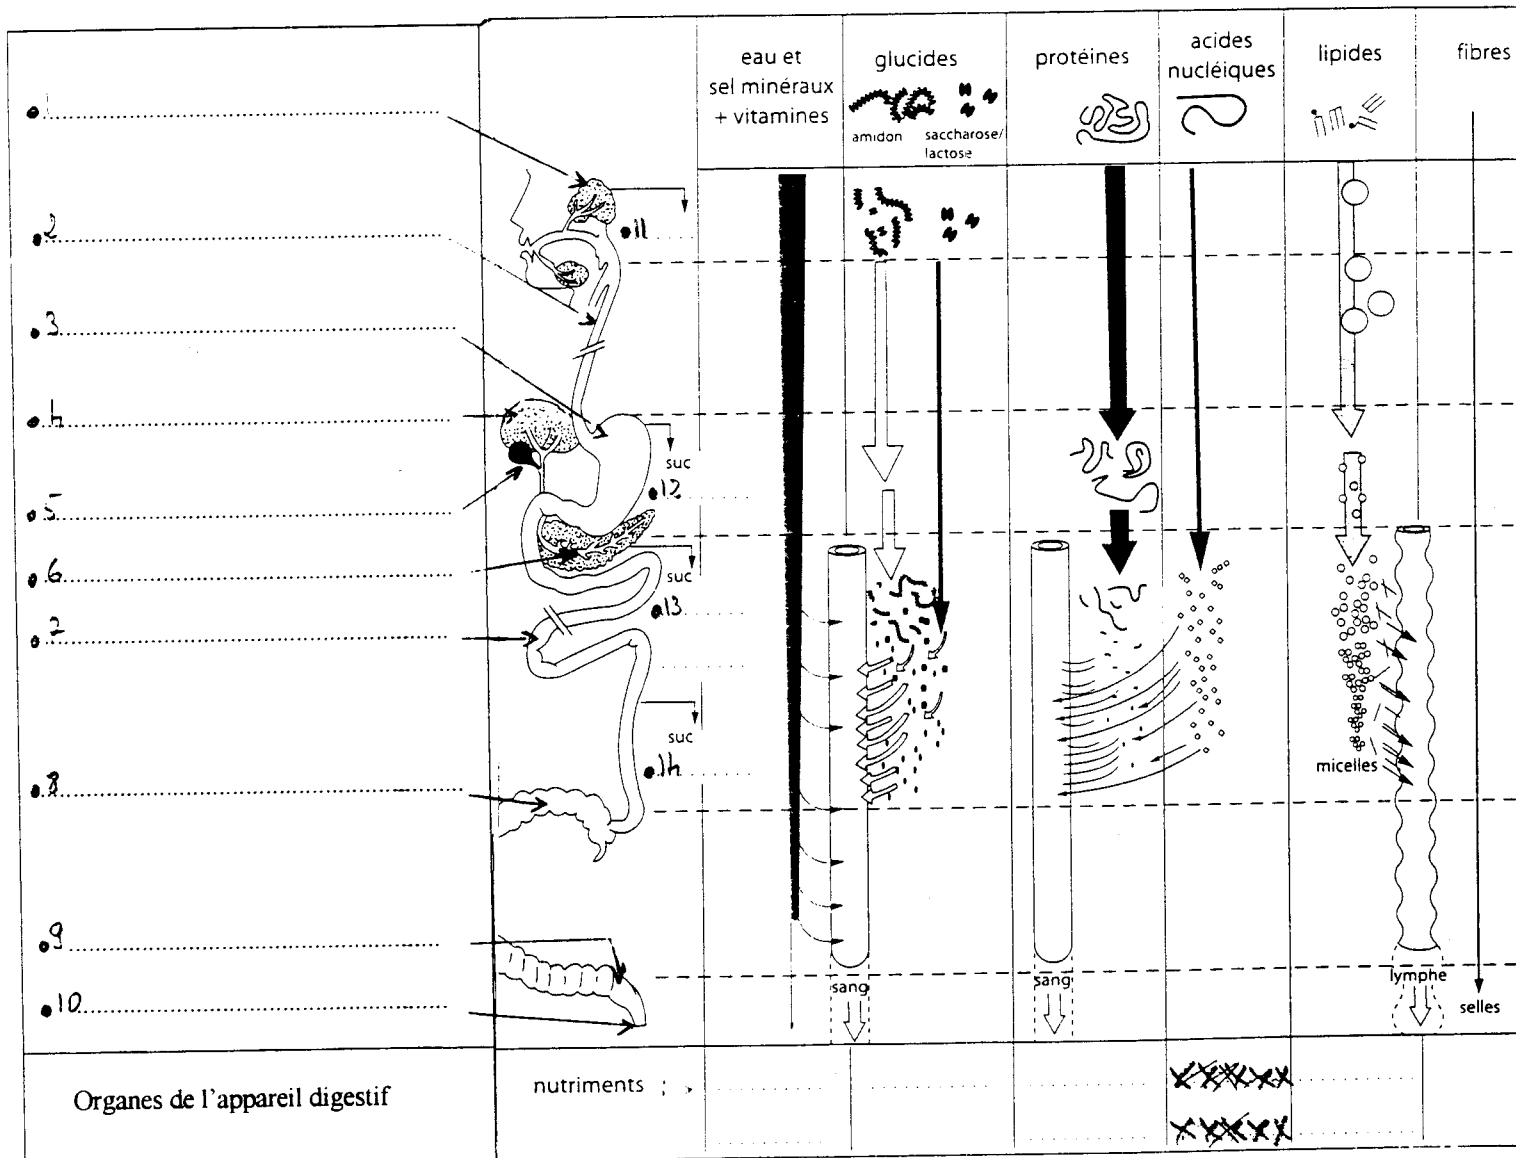 eau et
sel minéraux
+ vitamines
glucides
amidon
saccharose/
lactose
protéines
acides
nucléiques
lipides
fibres
1
2
11
3
4
suc
12
5
6
suc
13
7
suc
14
8
micelles
9
10
sang
sang
lymphe
selles
Organes de l'appareil digestif
nutriments ;